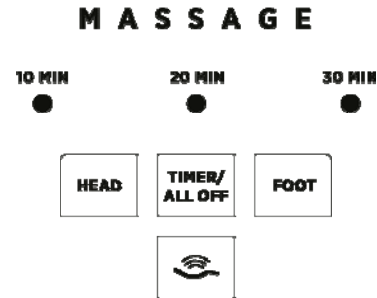 MASSAGE
10 MIN 20 MIN 30 MIN
HEAD TIMER/ FOOT
ALL OFF